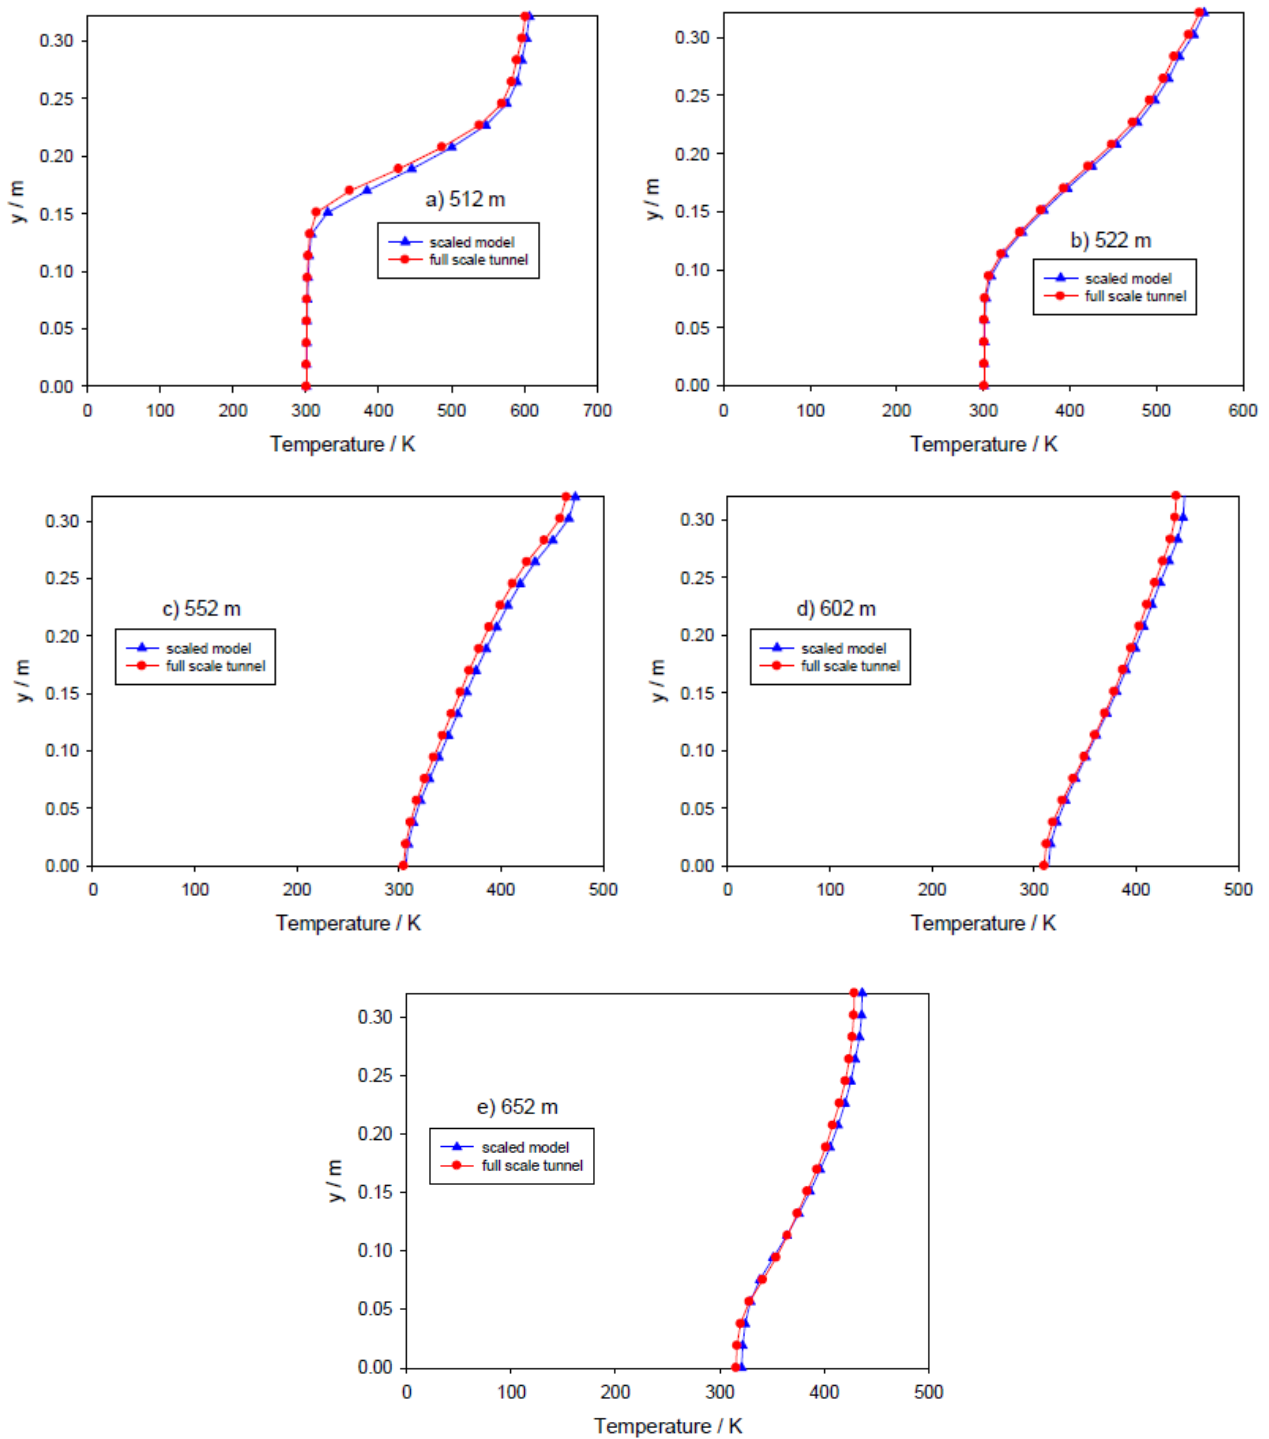 0.30
0.25
0.20
0.15
0.10
0.05
0.00
y / m
a) 512 m
scaled model
full scale tunnel
0 100 200 300 400 500 600 700
Temperature / K
0.30
0.25
0.20
0.15
0.10
0.05
0.00
y / m
b) 522 m
scaled model
full scale tunnel
0 100 200 300 400 500 600
Temperature / K
0.30
0.25
0.20
0.15
0.10
0.05
0.00
y / m
c) 552 m
scaled model
full scale tunnel
0 100 200 300 400 500
Temperature / K
0.30
0.25
0.20
0.15
0.10
0.05
0.00
y / m
d) 602 m
scaled model
full scale tunnel
0 100 200 300 400 500
Temperature / K
0.30
0.25
0.20
0.15
0.10
0.05
0.00
y / m
e) 652 m
scaled model
full scale tunnel
0 100 200 300 400 500
Temperature / K